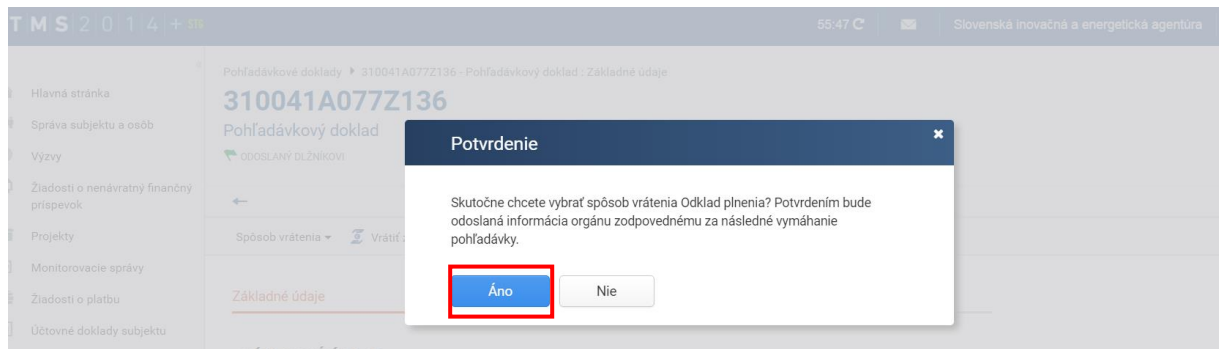 TMS2014+
55:47
Slovenská inovačná a energetická agentúra
Pohľadávkové doklady ▸ 310041A077Z136 - Pohľadávkový doklad : Základné údaje
310041A077Z136
Pohľadávkový doklad
ODOSLANÝ DLŽNÍKOVI
Hlavná stránka
Správa subjektu a osôb
Výzvy
Žiadosti o nenávratný finančný
príspevok
Projekty
Monitorovacie správy
Žiadosti o platbu
Účtovné doklady subjektu
Spôsob vrátenia
Vrátiť
Základné údaje
Potvrdenie
Skutočne chcete vybrať spôsob vrátenia Odklad plnenia? Potvrdením bude
odoslaná informácia orgánu zodpovednému za následné vymáhanie
pohľadávky.
Áno
Nie